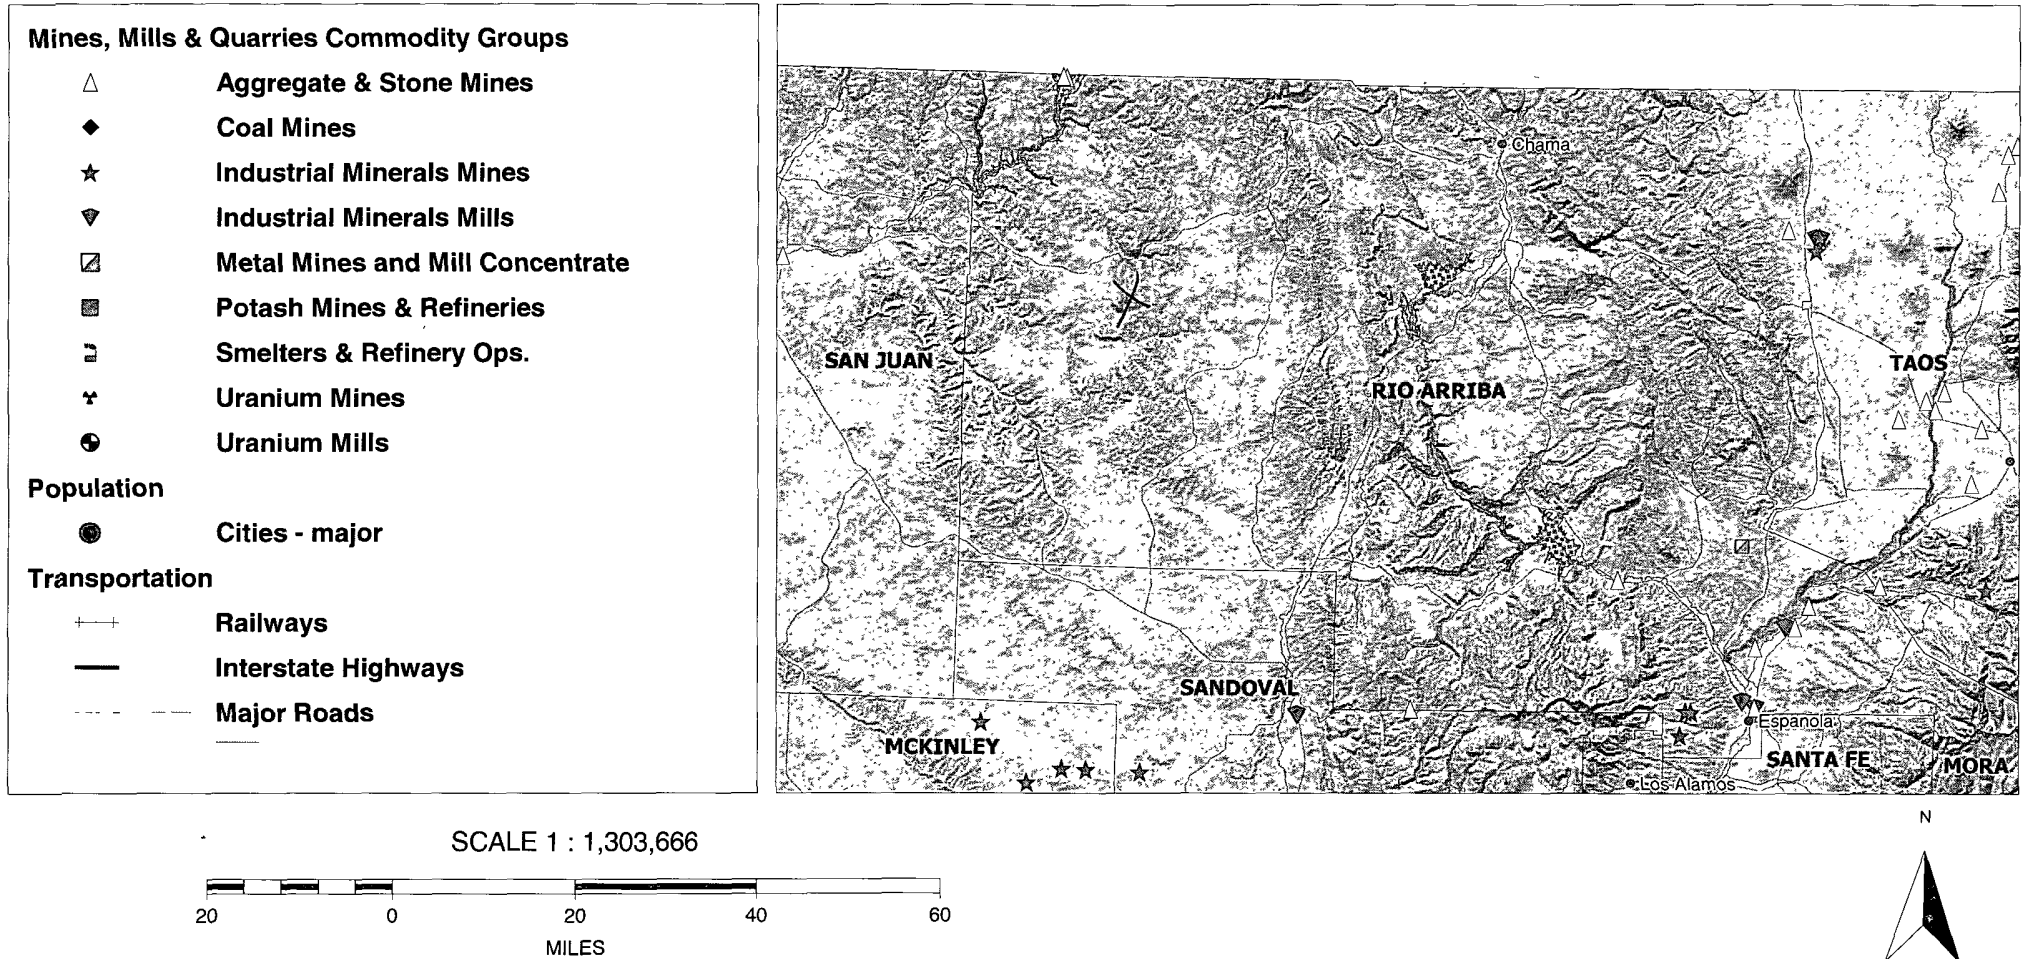 Mines, Mills & Quarries Commodity Groups
Aggregate & Stone Mines
Coal Mines
Industrial Minerals Mines
Industrial Minerals Mills
Metal Mines and Mill Concentrate
Potash Mines & Refineries
Smelters & Refinery Ops.
Uranium Mines
Uranium Mills
Population
Cities - major
Transportation
Railways
Interstate Highways
Major Roads
Chama
SAN JUAN
RIO ARRIBA
TAOS
SANDOVAL
MCKINLEY
Espanola
SANTA FE
MORA
Los Alamos
SCALE 1 : 1,303,666
20 0 20 40 60
MILES
N